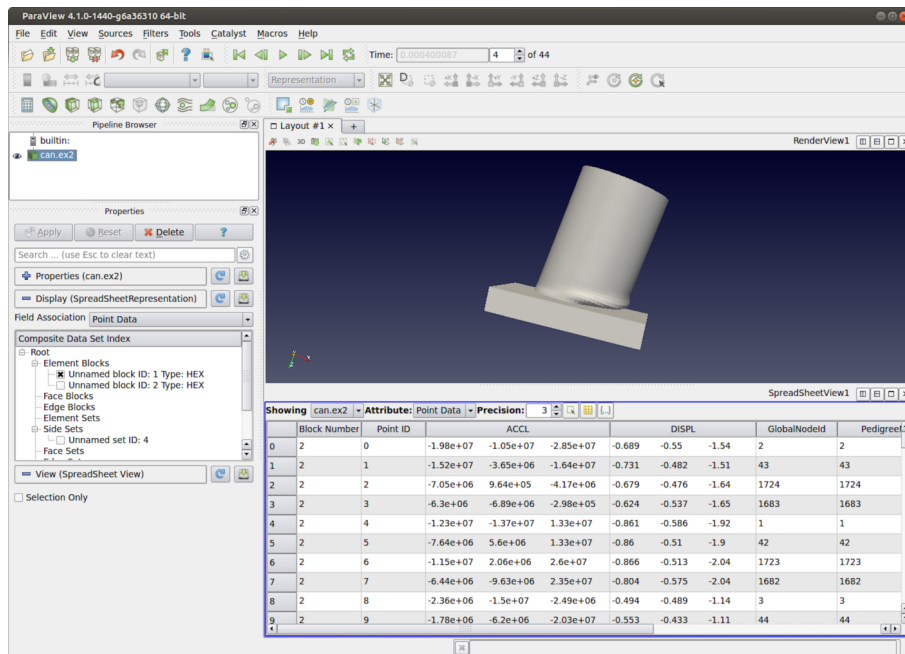 ParaView 4.1.0-1440-g6a36310 64-bit
File Edit View Sources Filters Tools Catalyst Macros Help
Time: 0.000400087 4 of 44
Representation
Pipeline Browser
builtin:
can.ex2
Properties
Apply Reset Delete ?
Search ... (use Esc to clear text)
Properties (can.ex2)
Display (SpreadSheetRepresentation)
Field Association Point Data
Composite Data Set Index
Root
Element Blocks
Unnamed block ID: 1 Type: HEX
Unnamed block ID: 2 Type: HEX
Face Blocks
Edge Blocks
Element Sets
Side Sets
Unnamed set ID: 4
Face Sets
View (SpreadSheet View)
Selection Only
Layout #1 × +
3D RenderView1
SpreadSheetView1
Showing can.ex2 Attribute: Point Data Precision: 3 {...}
Block Number Point ID ACCL DISPL GlobalNodeId
0 2 0 -1.98e+07 -1.05e+07 -2.85e+07 -0.689 -0.55 -1.54 2 2
1 2 1 -1.52e+07 -3.65e+06 -1.64e+07 -0.731 -0.482 -1.51 43 43
2 2 2 -7.05e+06 9.64e+05 -4.17e+06 -0.679 -0.476 -1.64 1724 1724
3 2 3 -6.3e+06 -6.89e+06 -2.98e+05 -0.624 -0.537 -1.65 1683 1683
4 2 4 -1.23e+07 -1.37e+07 1.33e+07 -0.861 -0.586 -1.92 1 1
5 2 5 -7.64e+06 5.6e+06 1.33e+07 -0.86 -0.51 -1.9 42 42
6 2 6 -1.15e+07 2.06e+06 2.6e+07 -0.866 -0.513 -2.04 1723 1723
7 2 7 -6.44e+06 -9.63e+06 2.35e+07 -0.804 -0.575 -2.04 1682 1682
8 2 8 -2.36e+06 -1.5e+07 -2.49e+06 -0.494 -0.489 -1.14 3 3
9 2 9 -1.78e+06 -6.2e+06 -2.03e+07 -0.553 -0.433 -1.11 44 44